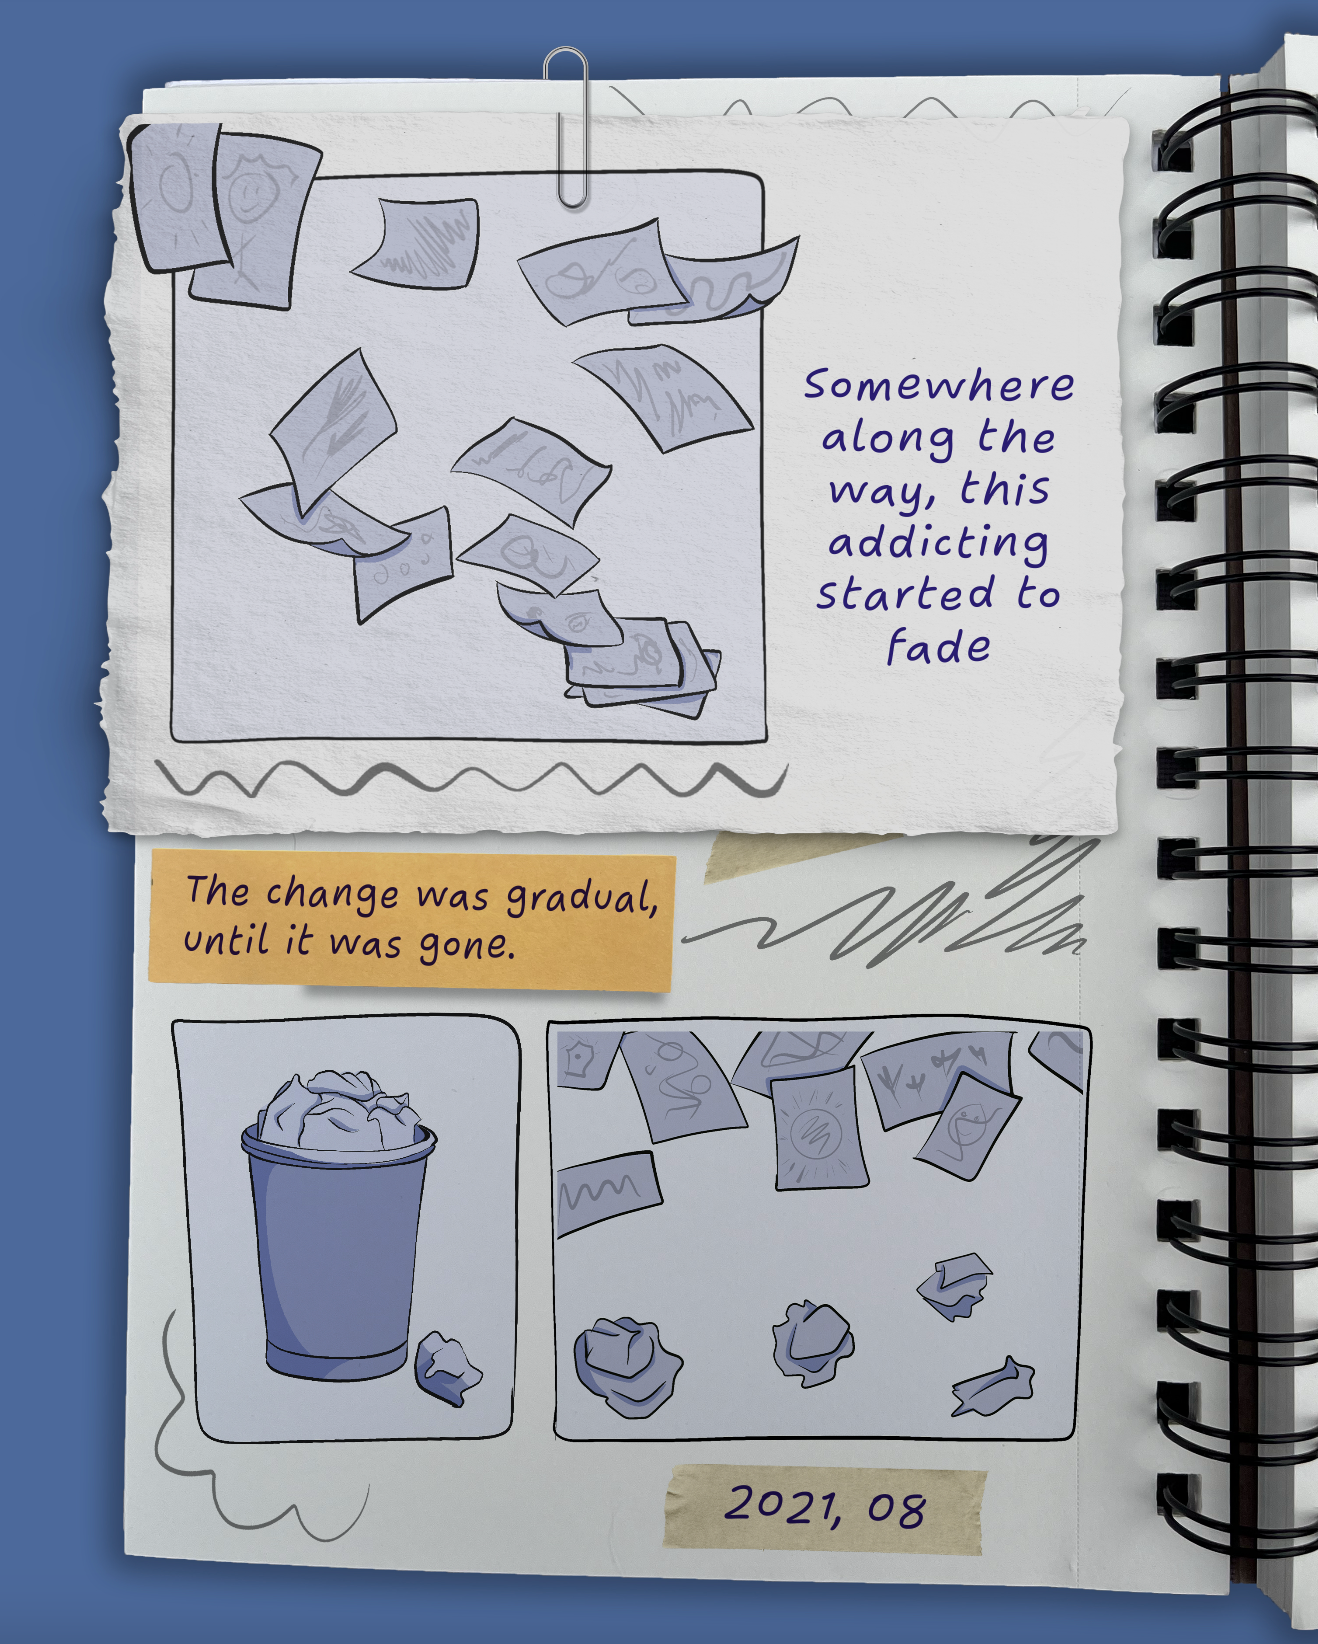 Somewhere
along the
way, this
addicting
started to
fade
The change was gradual,
until it was gone.
2021, 08